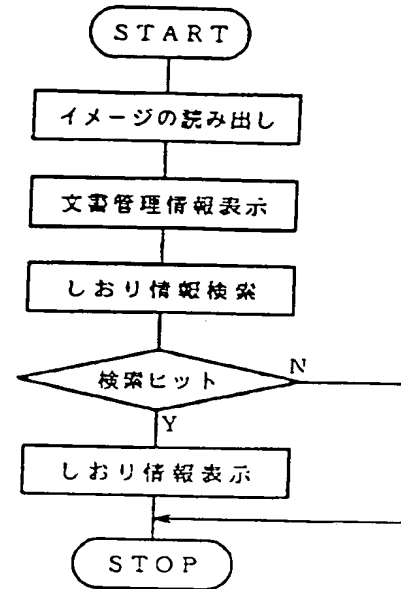 START
イメージの読み出し
文書管理情報表示
しおり情報検索
検索ヒット
N
Y
しおり情報表示
STOP